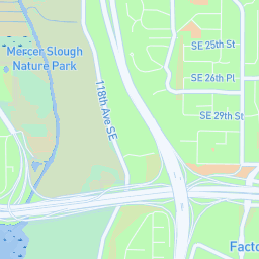 SE 25th St
Mercer Slough
Nature Park
SE 26th Pl
118th Ave SE
SE 29th St
Facto